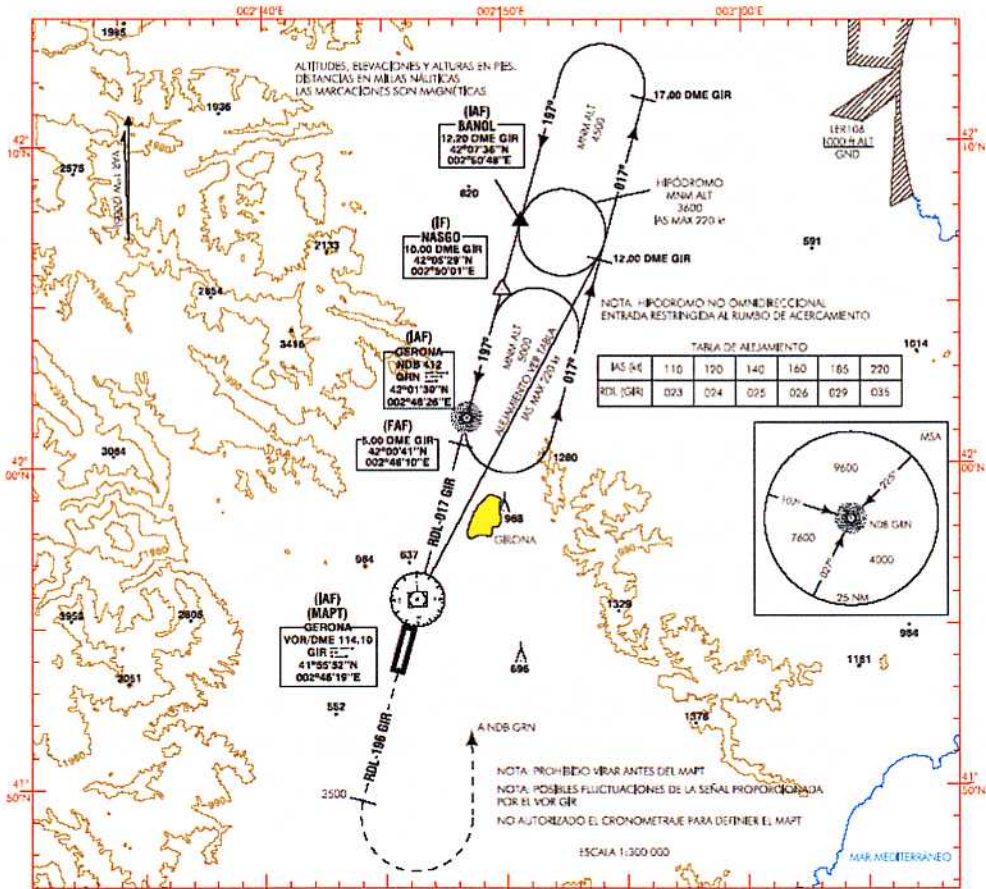 002°40'E
002°50'E
003°00'E
ALTITUDES, ELEVACIONES Y ALTURAS EN PIES.
DISTANCIAS EN MILLAS NÁUTICAS
LAS MARCACIONES SON MAGNÉTICAS
1936
2575
42°
10'N
42°
10'N
VAR 1°W (2005)
(IAF)
BANOL
12.20 DME GIR
42°07'36"N
002°50'48"E
197°
MNM ALT
4500
17.00 DME GIR
017°
LER106
1000 ft ALT
GND
820
HIPÓDROMO
MNM ALT
3600
IAS MAX 220 kt
(IF)
NASGO
10.00 DME GIR
42°05'29"N
002°50'01"E
2133
12.00 DME GIR
591
2854
3416
NOTA: HIPÓDROMO NO OMNIDIRECCIONAL
ENTRADA RESTRINGIDA AL RUMBO DE ACERCAMIENTO
(IAF)
GERONA
NDB 412
GRN
42°01'30"N
002°48'26"E
197°
MNM ALT
5000
ALEJAMIENTO VER TABLA
IAS MAX 220 kt
017°
1014
TABLA DE ALEJAMIENTO
IAS (kt) 110 120 140 160 185 220
RDL (GIR) 023 024 025 026 029 035
(FAF)
5.00 DME GIR
42°00'41"N
002°48'10"E
3084
1280
42°
00'N
42°
00'N
MSA
9600
225°
107°
NDB GRN
7600
4000
027°
25 NM
RDL-017 GIR
968
GERONA
984
637
(IAF)
(MAPT)
GERONA
VOR/DME 114.10
GIR
41°55'52"N
002°46'19"E
2605
1329
984
1161
696
2051
552
1378
RDL-196 GIR
A NDB GRN
2500
41°
50'N
41°
50'N
NOTA: PROHIBIDO VIRAR ANTES DEL MAPT
NOTA: POSIBLES FLUCTUACIONES DE LA SEÑAL PROPORCIONADA
POR EL VOR GIR
NO AUTORIZADO EL CRONOMETRAJE PARA DEFINIR EL MAPT
ESCALA 1:300 000
MAR MEDITERRÁNEO